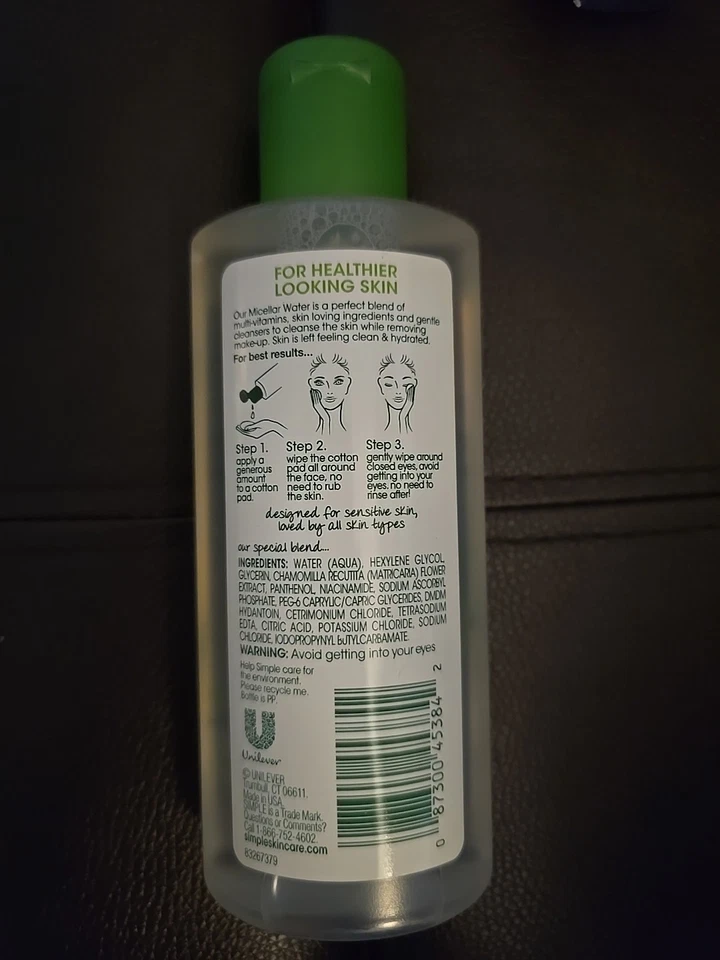 FOR HEALTHIER
LOOKING SKIN
Our Micellar Water is a perfect blend of
multi-vitamins, skin loving ingredients and gentle
cleansers to cleanse the skin while removing
make-up. Skin is left feeling clean & hydrated.
For best results...
Step 1.
apply a
generous
amount
to a cotton
pad.
Step 2.
wipe the cotton
pad all around
the face, no
need to rub
the skin.
Step 3.
gently wipe around
closed eyes, avoid
getting into your
eyes. no need to
rinse after!
designed for sensitive skin,
loved by all skin types
our special blend...
INGREDIENTS: WATER (AQUA), HEXYLENE GLYCOL,
GLYCERIN, CHAMOMILLA RECUTITA (MATRICARIA) FLOWER
EXTRACT, PANTHENOL, NIACINAMIDE, SODIUM ASCORBYL
PHOSPHATE, PEG-6 CAPRYLIC/CAPRIC GLYCERIDES, DMDM
HYDANTOIN, CETRIMONIUM CHLORIDE, TETRASODIUM
EDTA, CITRIC ACID, POTASSIUM CHLORIDE, SODIUM
CHLORIDE, IODOPROPYNYL bUTYLCARBAMATE.
WARNING: Avoid getting into your eyes
Help Simple care for
the environment.
Please recycle me.
Bottle is PP.
Unilever
© UNILEVER
Trumbull, CT 06611.
Made in USA.
SIMPLE is a Trade Mark.
Questions or Comments?
Call 1-866-752-4602.
simpleskincare.com
83267379
0 87300 45384 2